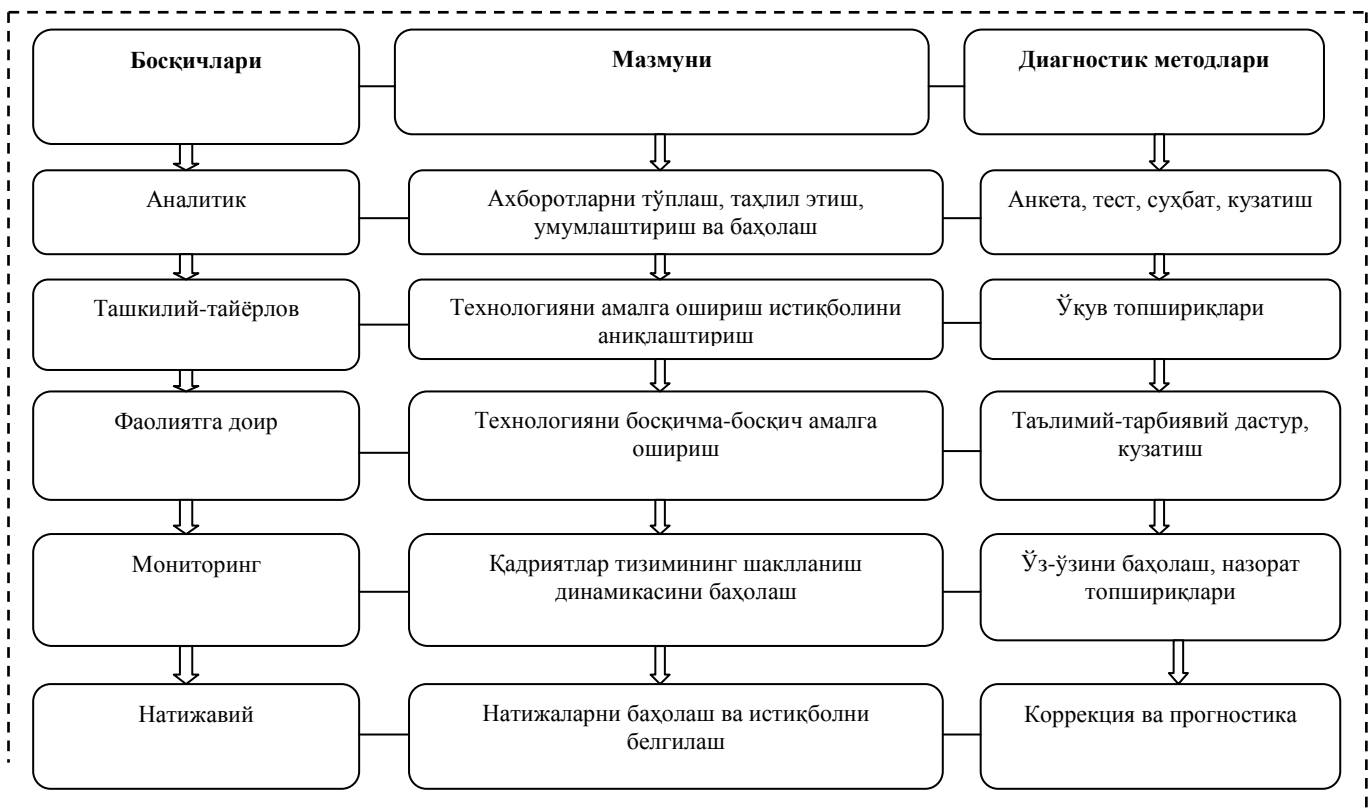 Босқичлари
Мазмуни
Диагностик методлари
Аналитик
Ахборотларни тўплаш, таҳлил этиш,
умумлаштириш ва баҳолаш
Анкета, тест, суҳбат, кузатиш
Ташкилий-тайёрлов
Технологияни амалга ошириш истиқболини
аниқлаштириш
Ўқув топшириқлари
Фаолиятга доир
Технологияни босқичма-босқич амалга
ошириш
Таълимий-тарбиявий дастур,
кузатиш
Мониторинг
Қадриятлар тизимининг шаклланиш
динамикасини баҳолаш
Ўз-ўзини баҳолаш, назорат
топшириқлари
Натижавий
Натижаларни баҳолаш ва истиқболни
белгилаш
Коррекция ва прогностика